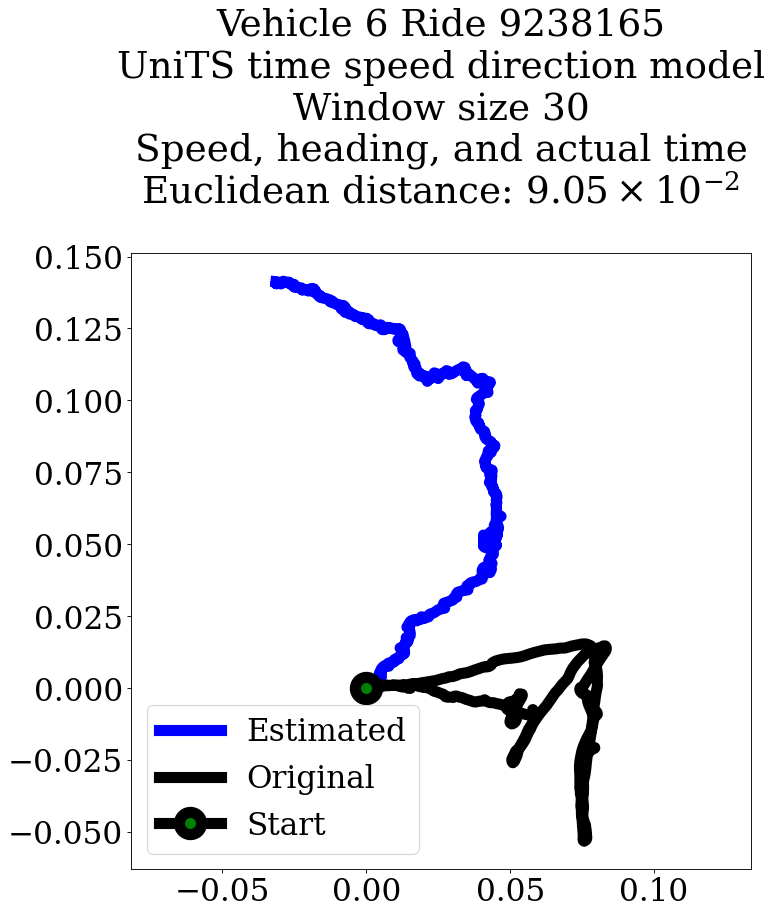 Vehicle 6 Ride 9238165
UniTS time speed direction model
Window size 30
Speed, heading, and actual time
Euclidean distance: 9.05 × 10⁻²
0.150
0.125
0.100
0.075
0.050
0.025
0.000
−0.025
−0.050
Estimated
Original
Start
−0.05
0.00
0.05
0.10